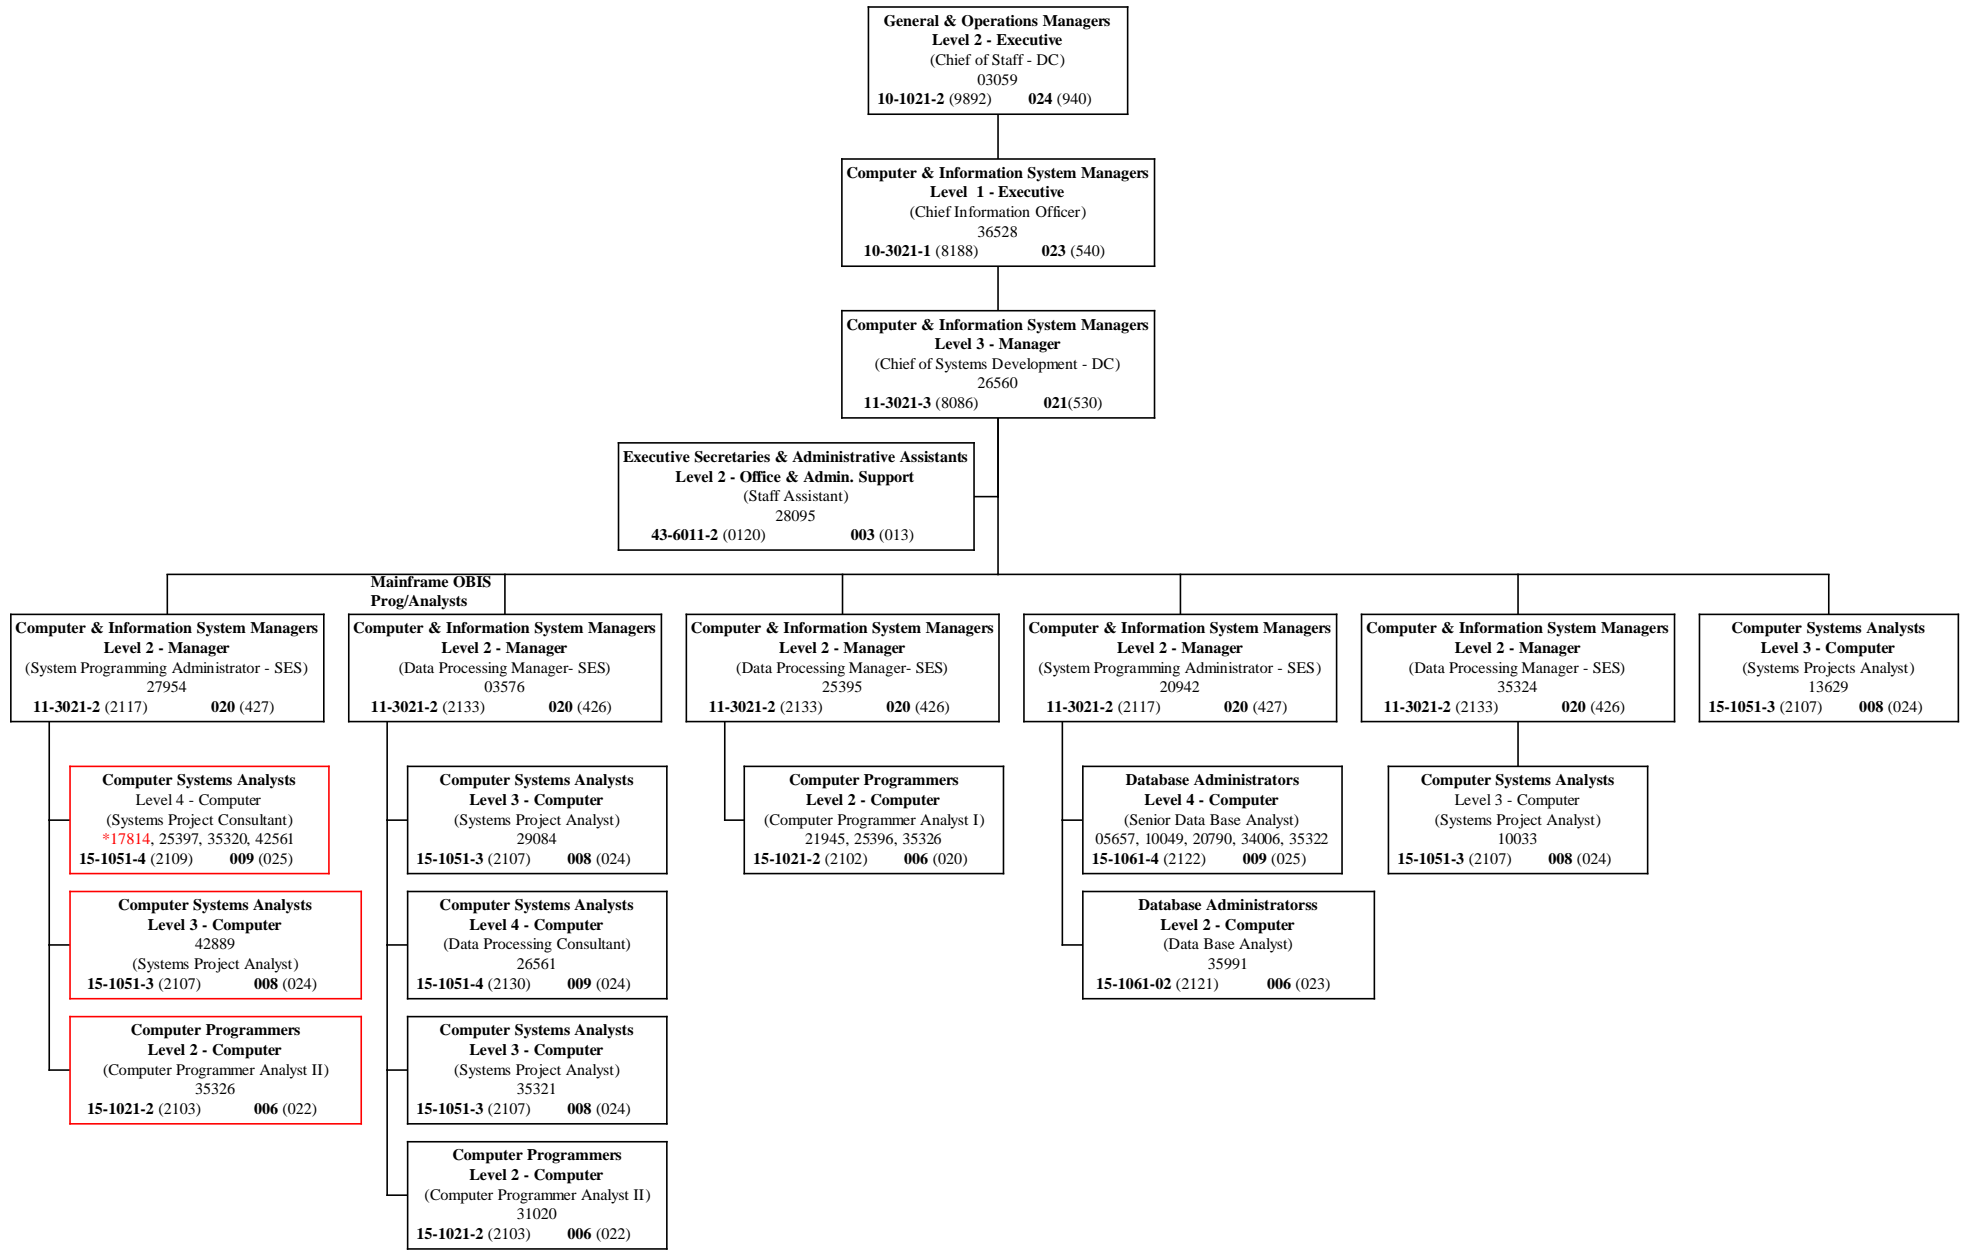 General & Operations Managers
Level 2 - Executive
(Chief of Staff - DC)
03059
10-1021-2 (9892) 024 (940)
Computer & Information System Managers
Level 1 - Executive
(Chief Information Officer)
36528
10-3021-1 (8188) 023 (540)
Computer & Information System Managers
Level 3 - Manager
(Chief of Systems Development - DC)
26560
11-3021-3 (8086) 021(530)
Executive Secretaries & Administrative Assistants
Level 2 - Office & Admin. Support
(Staff Assistant)
28095
43-6011-2 (0120) 003 (013)
Mainframe OBIS
Prog/Analysts
Computer & Information System Managers
Level 2 - Manager
(System Programming Administrator - SES)
27954
11-3021-2 (2117) 020 (427)
Computer Systems Analysts
Level 4 - Computer
(Systems Project Consultant)
*17814, 25397, 35320, 42561
15-1051-4 (2109) 009 (025)
Computer Systems Analysts
Level 3 - Computer
42889
(Systems Project Analyst)
15-1051-3 (2107) 008 (024)
Computer Programmers
Level 2 - Computer
(Computer Programmer Analyst II)
35326
15-1021-2 (2103) 006 (022)
Computer & Information System Managers
Level 2 - Manager
(Data Processing Manager- SES)
03576
11-3021-2 (2133) 020 (426)
Computer Systems Analysts
Level 3 - Computer
(Systems Project Analyst)
29084
15-1051-3 (2107) 008 (024)
Computer Systems Analysts
Level 4 - Computer
(Data Processing Consultant)
26561
15-1051-4 (2130) 009 (024)
Computer Systems Analysts
Level 3 - Computer
(Systems Project Analyst)
35321
15-1051-3 (2107) 008 (024)
Computer Programmers
Level 2 - Computer
(Computer Programmer Analyst II)
31020
15-1021-2 (2103) 006 (022)
Computer & Information System Managers
Level 2 - Manager
(Data Processing Manager- SES)
25395
11-3021-2 (2133) 020 (426)
Computer Programmers
Level 2 - Computer
(Computer Programmer Analyst I)
21945, 25396, 35326
15-1021-2 (2102) 006 (020)
Computer & Information System Managers
Level 2 - Manager
(System Programming Administrator - SES)
20942
11-3021-2 (2117) 020 (427)
Database Administrators
Level 4 - Computer
(Senior Data Base Analyst)
05657, 10049, 20790, 34006, 35322
15-1061-4 (2122) 009 (025)
Database Administratorss
Level 2 - Computer
(Data Base Analyst)
35991
15-1061-02 (2121) 006 (023)
Computer & Information System Managers
Level 2 - Manager
(Data Processing Manager - SES)
35324
11-3021-2 (2133) 020 (426)
Computer Systems Analysts
Level 3 - Computer
(Systems Project Analyst)
10033
15-1051-3 (2107) 008 (024)
Computer Systems Analysts
Level 3 - Computer
(Systems Projects Analyst)
13629
15-1051-3 (2107) 008 (024)